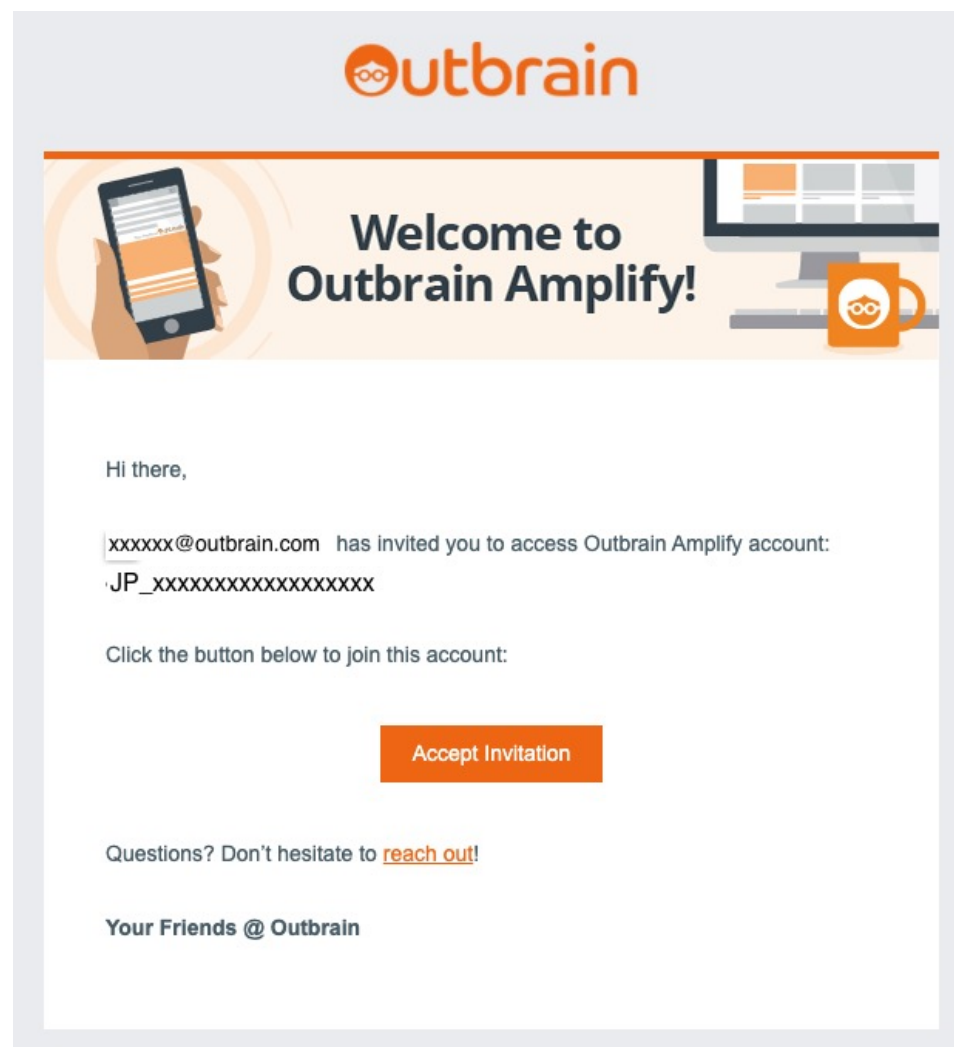 Outbrain
Welcome to
Outbrain Amplify!
Hi there,
xxxxxx@outbrain.com has invited you to access Outbrain Amplify account:
JP_xxxxxxxxxxxxxxxxxx
Click the button below to join this account:
Accept Invitation
Questions? Don't hesitate to reach out!
Your Friends @ Outbrain